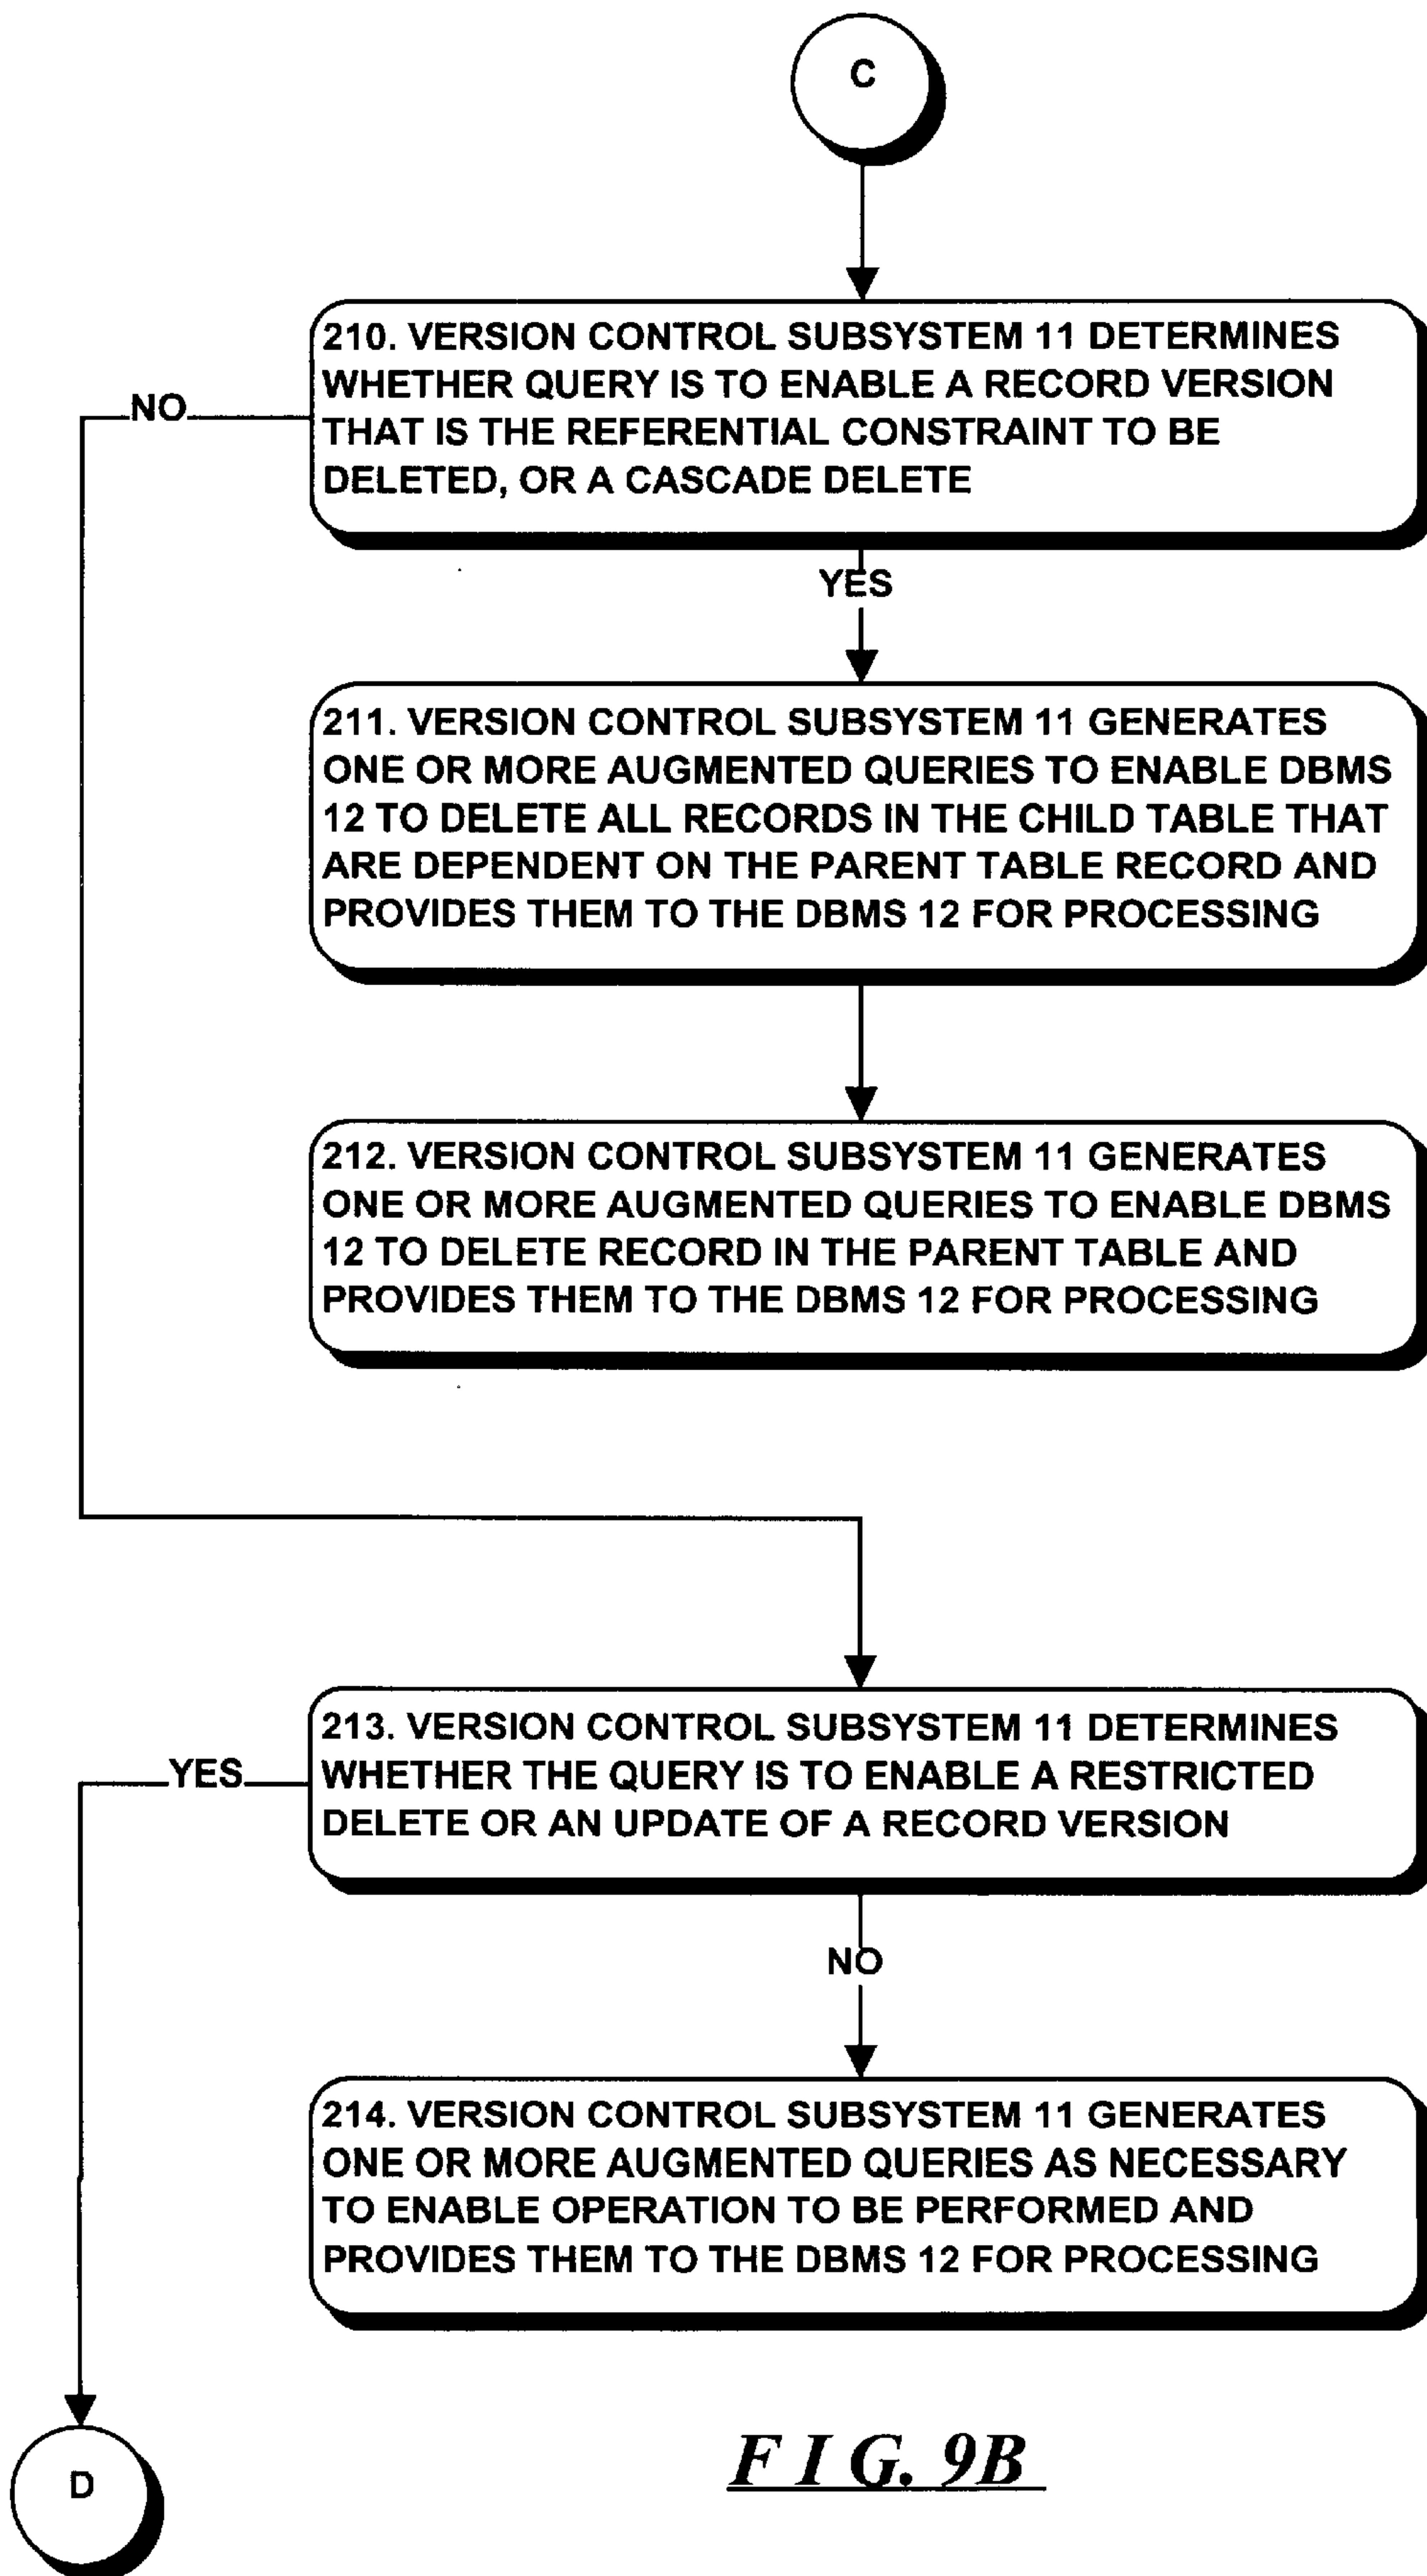 C
210. VERSION CONTROL SUBSYSTEM 11 DETERMINES
WHETHER QUERY IS TO ENABLE A RECORD VERSION
THAT IS THE REFERENTIAL CONSTRAINT TO BE
DELETED, OR A CASCADE DELETE
NO
YES
211. VERSION CONTROL SUBSYSTEM 11 GENERATES
ONE OR MORE AUGMENTED QUERIES TO ENABLE DBMS
12 TO DELETE ALL RECORDS IN THE CHILD TABLE THAT
ARE DEPENDENT ON THE PARENT TABLE RECORD AND
PROVIDES THEM TO THE DBMS 12 FOR PROCESSING
212. VERSION CONTROL SUBSYSTEM 11 GENERATES
ONE OR MORE AUGMENTED QUERIES TO ENABLE DBMS
12 TO DELETE RECORD IN THE PARENT TABLE AND
PROVIDES THEM TO THE DBMS 12 FOR PROCESSING
213. VERSION CONTROL SUBSYSTEM 11 DETERMINES
WHETHER THE QUERY IS TO ENABLE A RESTRICTED
DELETE OR AN UPDATE OF A RECORD VERSION
YES
NO
214. VERSION CONTROL SUBSYSTEM 11 GENERATES
ONE OR MORE AUGMENTED QUERIES AS NECESSARY
TO ENABLE OPERATION TO BE PERFORMED AND
PROVIDES THEM TO THE DBMS 12 FOR PROCESSING
D
FIG. 9B